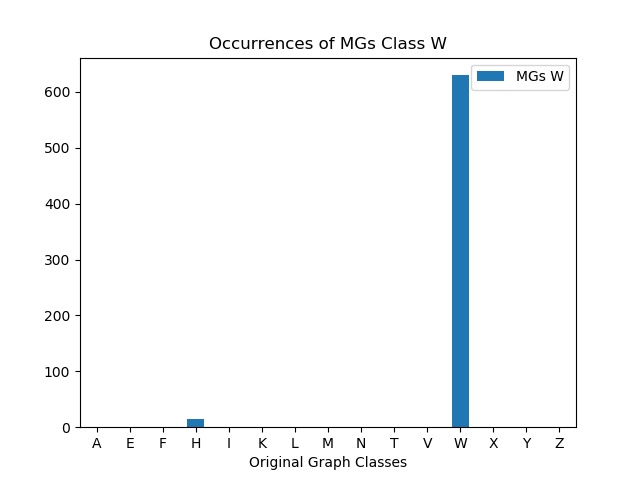 Occurrences of MGs Class W
MGs W
600
500
400
300
200
100
0
A E F H I K L M N T V W X Y Z
Original Graph Classes